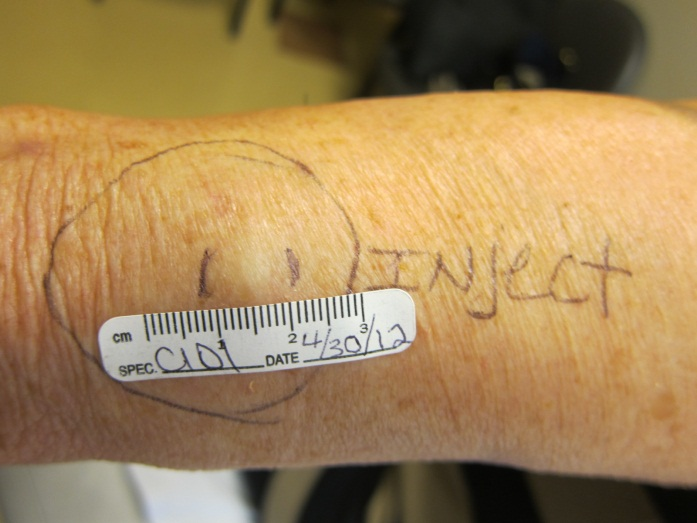 INject
cm 1 2 3
SPEC. C101 DATE 4/30/12